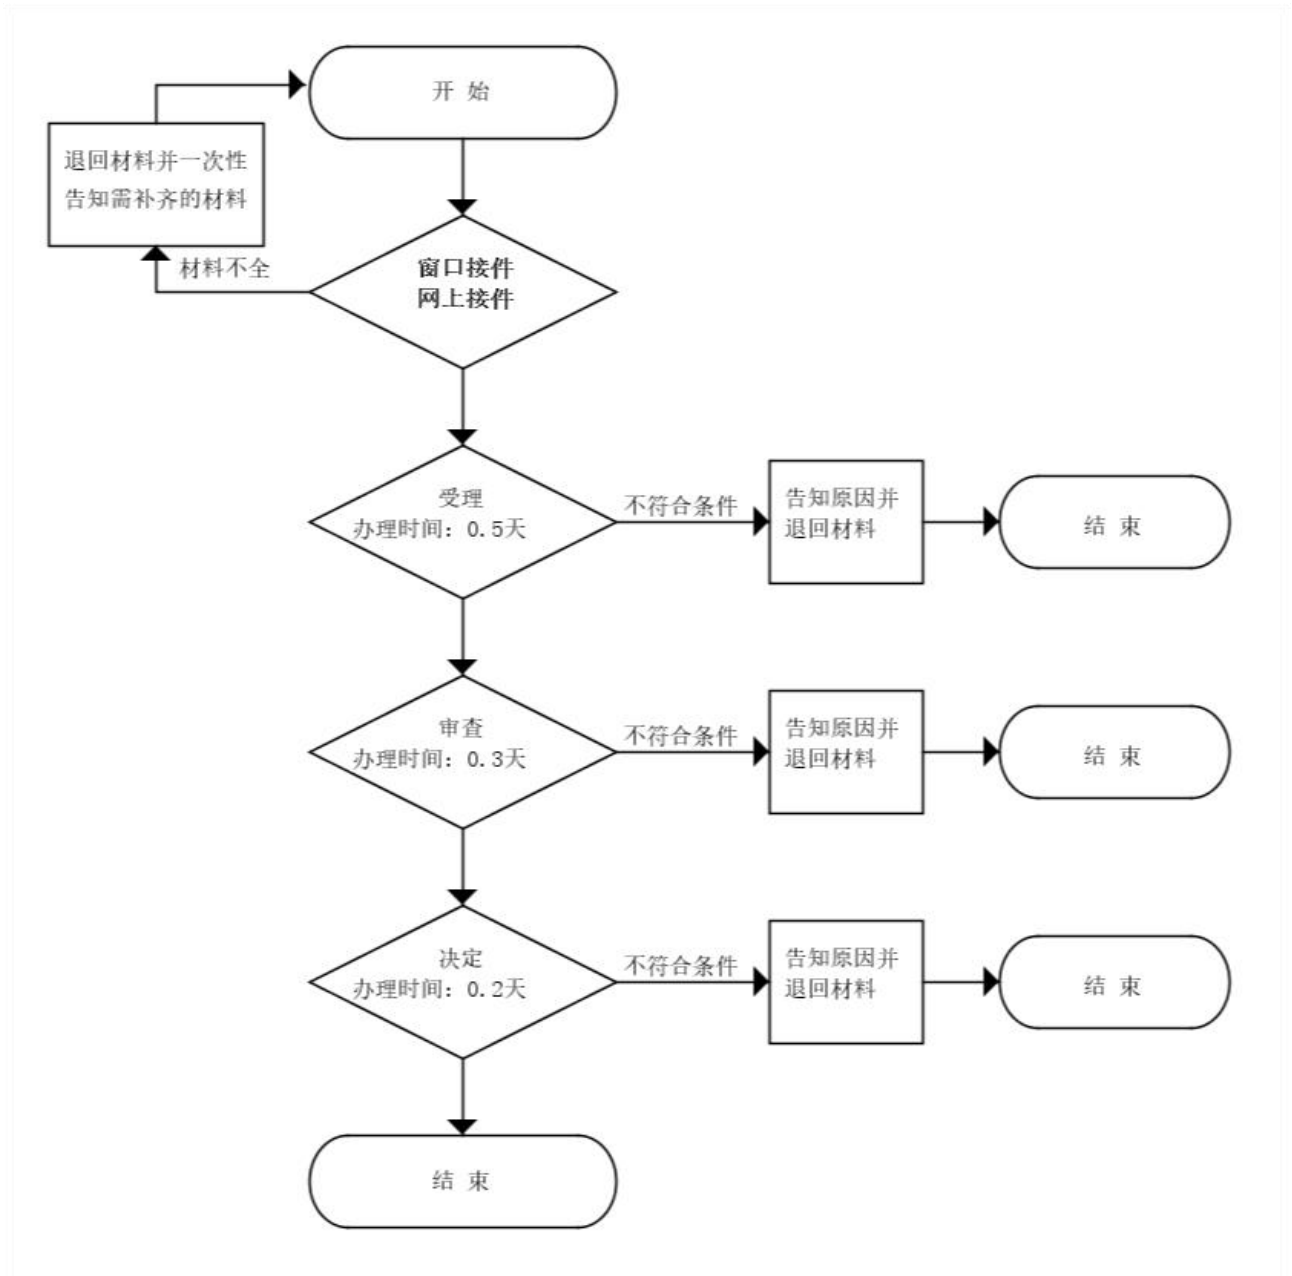 开 始
退回材料并一次性
告知需补齐的材料
材料不全
窗口接件
网上接件
受理
办理时间：0.5天
不符合条件
告知原因并
退回材料
结 束
审查
办理时间：0.3天
不符合条件
告知原因并
退回材料
结 束
决定
办理时间：0.2天
不符合条件
告知原因并
退回材料
结 束
结 束